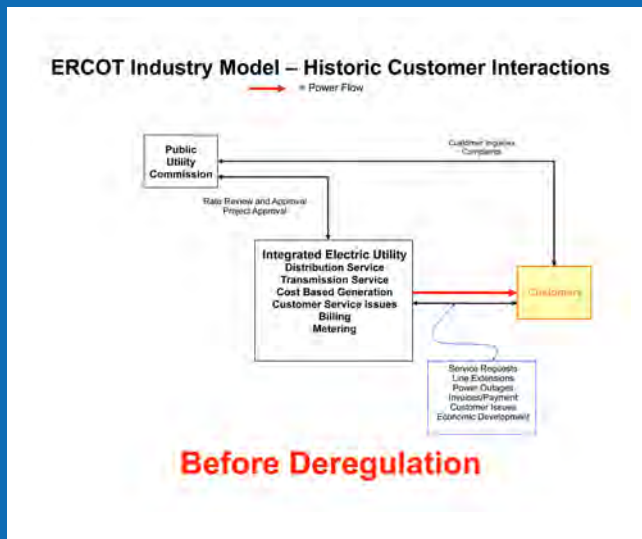 ERCOT Industry Model – Historic Customer Interactions
= Power Flow
Public
Utility
Commission
Customer Inquiries
Complaints
Rate Review and Approval
Project Approval
Integrated Electric Utility
Distribution Service
Transmission Service
Cost Based Generation
Customer Service Issues
Billing
Metering
Customers
Service Requests
Line Extensions
Power Outages
Invoices/Payment
Customer Issues
Economic Development
Before Deregulation